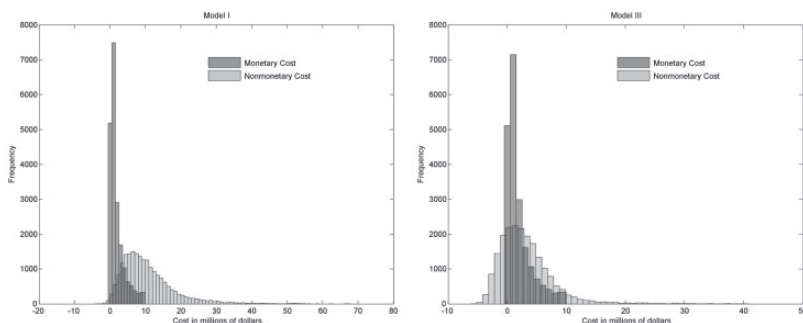 Model I
8000
7000
6000
5000
4000
3000
2000
1000
0
Frequency
Monetary Cost
Nonmonetary Cost
-20 -10 0 10 20 30 40 50 60 70 80
Cost in millions of dollars
Model III
8000
7000
6000
5000
4000
3000
2000
1000
0
Frequency
Monetary Cost
Nonmonetary Cost
-10 0 10 20 30 40
Cost in millions of dollars